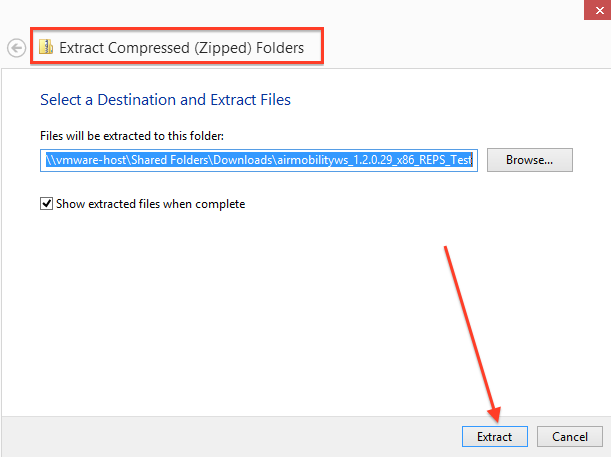 Extract Compressed (Zipped) Folders
Select a Destination and Extract Files
Files will be extracted to this folder:
\\vmware-host\Shared Folders\Downloads\airmobilityws_1.2.0.29_x86_REPS_Test
Browse...
Show extracted files when complete
Extract
Cancel